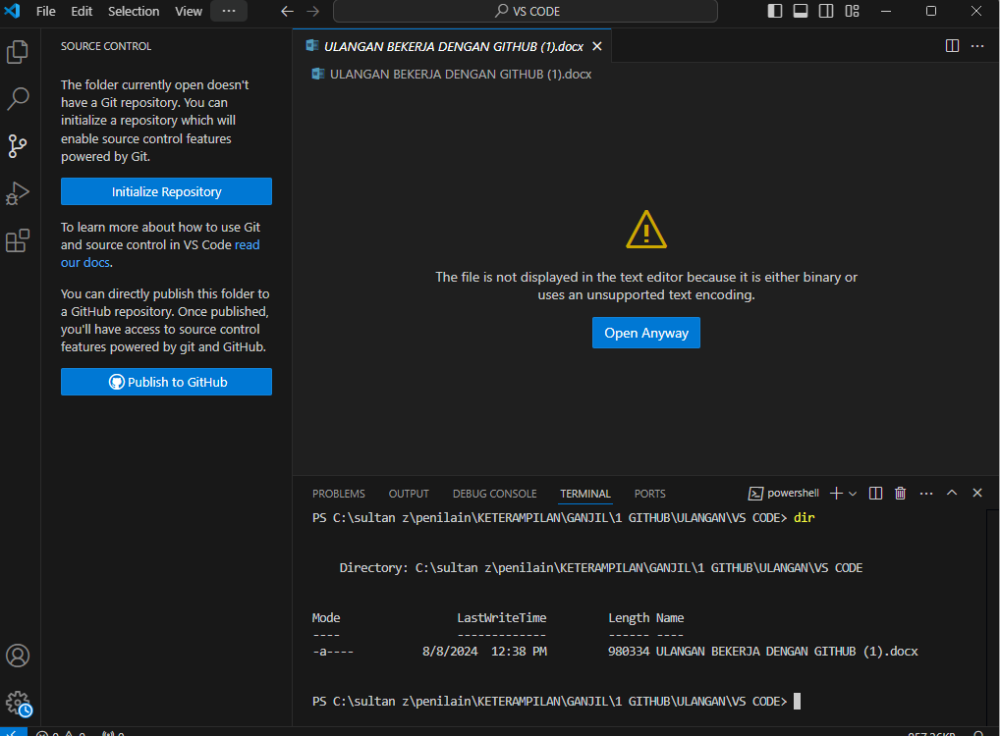 File Edit Selection View ··· VS CODE
SOURCE CONTROL
The folder currently open doesn't
have a Git repository. You can
initialize a repository which will
enable source control features
powered by Git.
Initialize Repository
To learn more about how to use Git
and source control in VS Code read
our docs.
You can directly publish this folder to
a GitHub repository. Once published,
you'll have access to source control
features powered by git and GitHub.
Publish to GitHub
ULANGAN BEKERJA DENGAN GITHUB (1).docx
ULANGAN BEKERJA DENGAN GITHUB (1).docx
The file is not displayed in the text editor because it is either binary or
uses an unsupported text encoding.
Open Anyway
PROBLEMS OUTPUT DEBUG CONSOLE TERMINAL PORTS powershell
PS C:\sultan z\penilain\KETERAMPILAN\GANJIL\1 GITHUB\ULANGAN\VS CODE> dir
Directory: C:\sultan z\penilain\KETERAMPILAN\GANJIL\1 GITHUB\ULANGAN\VS CODE
Mode LastWriteTime Length Name
---- ------------- ------ ----
-a---- 8/8/2024 12:38 PM 980334 ULANGAN BEKERJA DENGAN GITHUB (1).docx
PS C:\sultan z\penilain\KETERAMPILAN\GANJIL\1 GITHUB\ULANGAN\VS CODE>
0 0 0 957.36KB